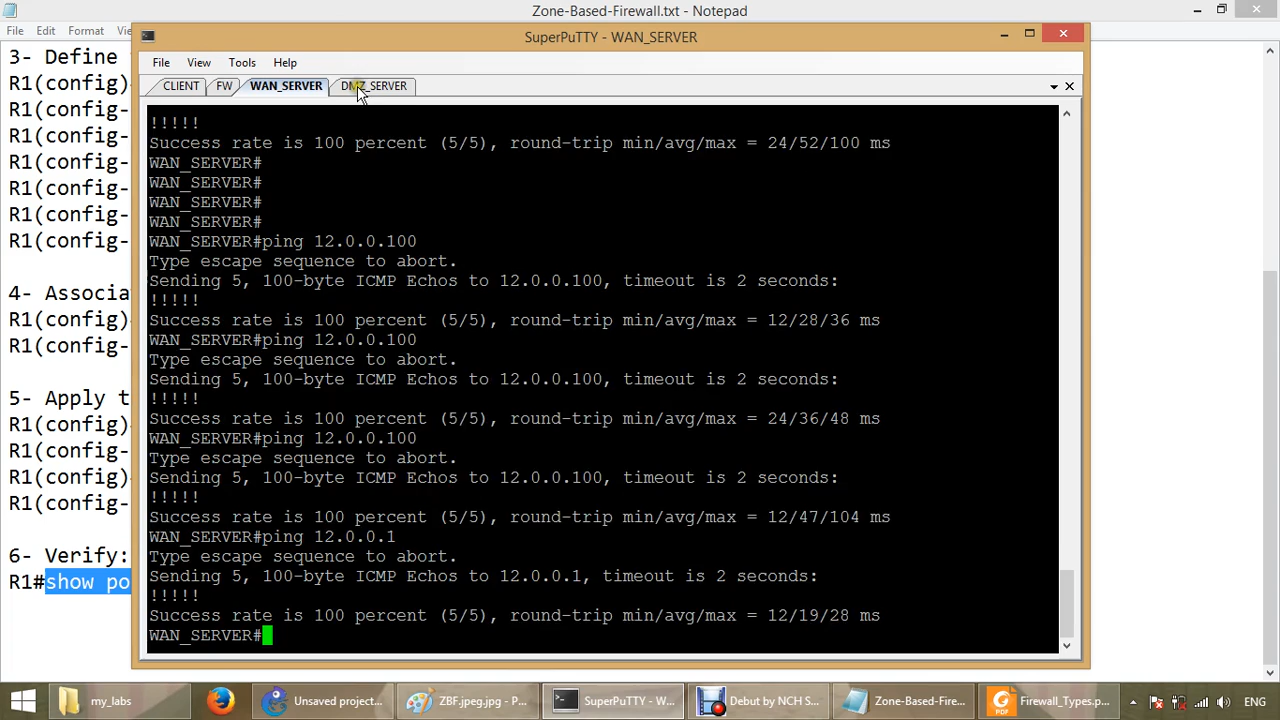 Zone-Based-Firewall.txt - Notepad
File Edit Format
SuperPuTTY - WAN_SERVER
File View Tools Help
CLIENT FW WAN_SERVER DMZ_SERVER
3- Define
R1(config)
R1(config)
R1(config)
R1(config)
R1(config-
R1(config-
R1(config-
4- Associa
R1(config)
R1(config-
5- Apply t
R1(config)
R1(config-
R1(config-
6- Verify:
R1#show po
!!!!!
Success rate is 100 percent (5/5), round-trip min/avg/max = 24/52/100 ms
WAN_SERVER#
WAN_SERVER#
WAN_SERVER#
WAN_SERVER#
WAN_SERVER#ping 12.0.0.100
Type escape sequence to abort.
Sending 5, 100-byte ICMP Echos to 12.0.0.100, timeout is 2 seconds:
!!!!!
Success rate is 100 percent (5/5), round-trip min/avg/max = 12/28/36 ms
WAN_SERVER#ping 12.0.0.100
Type escape sequence to abort.
Sending 5, 100-byte ICMP Echos to 12.0.0.100, timeout is 2 seconds:
!!!!!
Success rate is 100 percent (5/5), round-trip min/avg/max = 24/36/48 ms
WAN_SERVER#ping 12.0.0.100
Type escape sequence to abort.
Sending 5, 100-byte ICMP Echos to 12.0.0.100, timeout is 2 seconds:
!!!!!
Success rate is 100 percent (5/5), round-trip min/avg/max = 12/47/104 ms
WAN_SERVER#ping 12.0.0.1
Type escape sequence to abort.
Sending 5, 100-byte ICMP Echos to 12.0.0.1, timeout is 2 seconds:
!!!!!
Success rate is 100 percent (5/5), round-trip min/avg/max = 12/19/28 ms
WAN_SERVER#
my_labs Unsaved project... ZBF.jpeg.jpg - P... SuperPuTTY - W... Debut by NCH S... Zone-Based-Fire... Firewall_Types.p... ENG